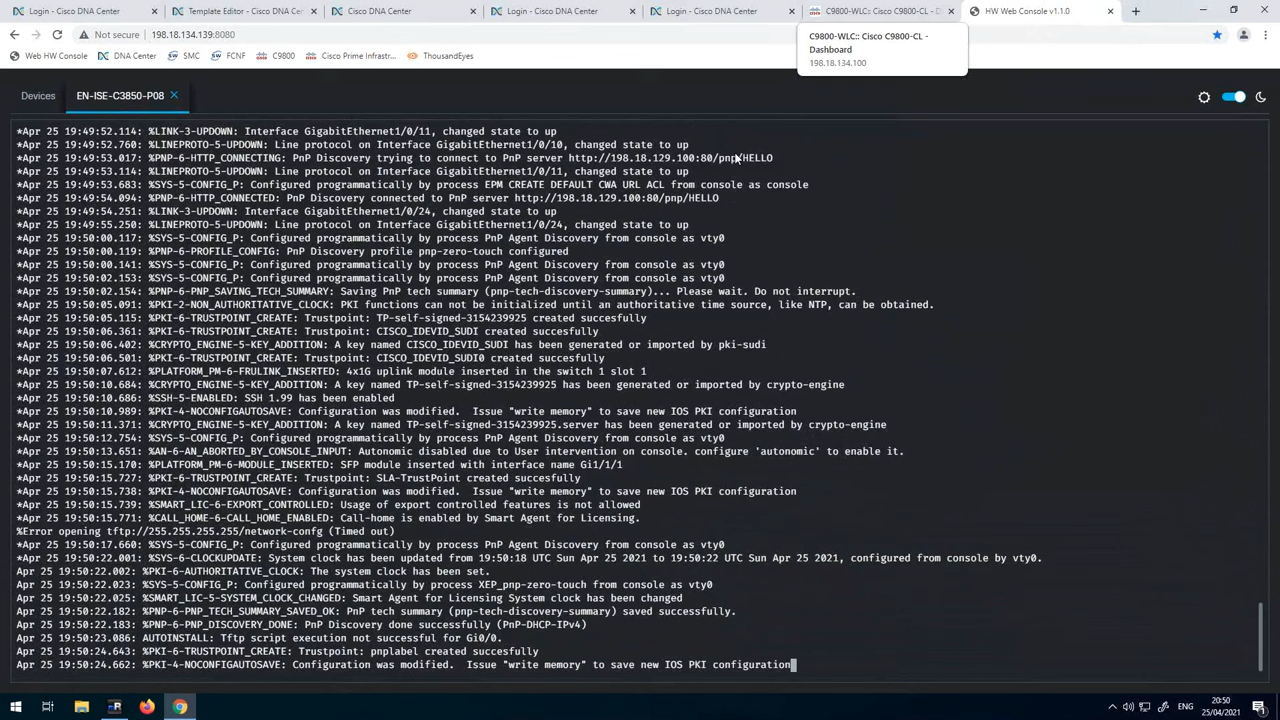 Login - Cisco DNA Center
Template Editor - Cisco DNA Cent
Cisco DNA Center
Login - Cisco DNA Center
Login - Cisco DNA Center
C9800-WLC:: Cisco C9800-CL - D
HW Web Console v1.1.0
Not secure
198.18.134.139:8080
C9800-WLC:: Cisco C9800-CL -
Dashboard
198.18.134.100
Web HW Console
DNA Center
SMC
FCNF
C9800
Cisco Prime Infrastr...
ThousandEyes
Devices
EN-ISE-C3850-P08
*Apr 25 19:49:52.114: %LINK-3-UPDOWN: Interface GigabitEthernet1/0/11, changed state to up
*Apr 25 19:49:52.760: %LINEPROTO-5-UPDOWN: Line protocol on Interface GigabitEthernet1/0/10, changed state to up
*Apr 25 19:49:53.017: %PNP-6-HTTP_CONNECTING: PnP Discovery trying to connect to PnP server http://198.18.129.100:80/pnp/HELLO
*Apr 25 19:49:53.114: %LINEPROTO-5-UPDOWN: Line protocol on Interface GigabitEthernet1/0/11, changed state to up
*Apr 25 19:49:53.683: %SYS-5-CONFIG_P: Configured programmatically by process EPM CREATE DEFAULT CWA URL ACL from console as console
*Apr 25 19:49:54.094: %PNP-6-HTTP_CONNECTED: PnP Discovery connected to PnP server http://198.18.129.100:80/pnp/HELLO
*Apr 25 19:49:54.251: %LINK-3-UPDOWN: Interface GigabitEthernet1/0/24, changed state to up
*Apr 25 19:49:55.250: %LINEPROTO-5-UPDOWN: Line protocol on Interface GigabitEthernet1/0/24, changed state to up
*Apr 25 19:50:00.117: %SYS-5-CONFIG_P: Configured programmatically by process PnP Agent Discovery from console as vty0
*Apr 25 19:50:00.119: %PNP-6-PROFILE_CONFIG: PnP Discovery profile pnp-zero-touch configured
*Apr 25 19:50:00.141: %SYS-5-CONFIG_P: Configured programmatically by process PnP Agent Discovery from console as vty0
*Apr 25 19:50:02.153: %SYS-5-CONFIG_P: Configured programmatically by process PnP Agent Discovery from console as vty0
*Apr 25 19:50:02.154: %PNP-6-PNP_SAVING_TECH_SUMMARY: Saving PnP tech summary (pnp-tech-discovery-summary)... Please wait. Do not interrupt.
*Apr 25 19:50:05.091: %PKI-2-NON_AUTHORITATIVE_CLOCK: PKI functions can not be initialized until an authoritative time source, like NTP, can be obtained.
*Apr 25 19:50:05.115: %PKI-6-TRUSTPOINT_CREATE: Trustpoint: TP-self-signed-3154239925 created succesfully
*Apr 25 19:50:06.361: %PKI-6-TRUSTPOINT_CREATE: Trustpoint: CISCO_IDEVID_SUDI created succesfully
*Apr 25 19:50:06.402: %CRYPTO_ENGINE-5-KEY_ADDITION: A key named CISCO_IDEVID_SUDI has been generated or imported by pki-sudi
*Apr 25 19:50:06.501: %PKI-6-TRUSTPOINT_CREATE: Trustpoint: CISCO_IDEVID_SUDI0 created succesfully
*Apr 25 19:50:07.612: %PLATFORM_PM-6-FRULINK_INSERTED: 4x1G uplink module inserted in the switch 1 slot 1
*Apr 25 19:50:10.684: %CRYPTO_ENGINE-5-KEY_ADDITION: A key named TP-self-signed-3154239925 has been generated or imported by crypto-engine
*Apr 25 19:50:10.686: %SSH-5-ENABLED: SSH 1.99 has been enabled
*Apr 25 19:50:10.989: %PKI-4-NOCONFIGAUTOSAVE: Configuration was modified.  Issue "write memory" to save new IOS PKI configuration
*Apr 25 19:50:11.371: %CRYPTO_ENGINE-5-KEY_ADDITION: A key named TP-self-signed-3154239925.server has been generated or imported by crypto-engine
*Apr 25 19:50:12.754: %SYS-5-CONFIG_P: Configured programmatically by process PnP Agent Discovery from console as vty0
*Apr 25 19:50:13.651: %AN-6-AN_ABORTED_BY_CONSOLE_INPUT: Autonomic disabled due to User intervention on console. configure 'autonomic' to enable it.
*Apr 25 19:50:15.170: %PLATFORM_PM-6-MODULE_INSERTED: SFP module inserted with interface name Gi1/1/1
*Apr 25 19:50:15.727: %PKI-6-TRUSTPOINT_CREATE: Trustpoint: SLA-TrustPoint created succesfully
*Apr 25 19:50:15.738: %PKI-4-NOCONFIGAUTOSAVE: Configuration was modified.  Issue "write memory" to save new IOS PKI configuration
*Apr 25 19:50:15.739: %SMART_LIC-6-EXPORT_CONTROLLED: Usage of export controlled features is not allowed
*Apr 25 19:50:15.771: %CALL_HOME-6-CALL_HOME_ENABLED: Call-home is enabled by Smart Agent for Licensing.
%Error opening tftp://255.255.255.255/network-confg (Timed out)
*Apr 25 19:50:17.660: %SYS-5-CONFIG_P: Configured programmatically by process PnP Agent Discovery from console as vty0
*Apr 25 19:50:22.001: %SYS-6-CLOCKUPDATE: System clock has been updated from 19:50:18 UTC Sun Apr 25 2021 to 19:50:22 UTC Sun Apr 25 2021, configured from console by vty0.
Apr 25 19:50:22.002: %PKI-6-AUTHORITATIVE_CLOCK: The system clock has been set.
Apr 25 19:50:22.023: %SYS-5-CONFIG_P: Configured programmatically by process XEP_pnp-zero-touch from console as vty0
Apr 25 19:50:22.025: %SMART_LIC-5-SYSTEM_CLOCK_CHANGED: Smart Agent for Licensing System clock has been changed
Apr 25 19:50:22.182: %PNP-6-PNP_TECH_SUMMARY_SAVED_OK: PnP tech summary (pnp-tech-discovery-summary) saved successfully.
Apr 25 19:50:22.183: %PNP-6-PNP_DISCOVERY_DONE: PnP Discovery done successfully (PnP-DHCP-IPv4)
Apr 25 19:50:23.086: AUTOINSTALL: Tftp script execution not successful for Gi0/0.
Apr 25 19:50:24.643: %PKI-6-TRUSTPOINT_CREATE: Trustpoint: pnplabel created succesfully
Apr 25 19:50:24.662: %PKI-4-NOCONFIGAUTOSAVE: Configuration was modified.  Issue "write memory" to save new IOS PKI configuration
ENG
20:50
25/04/2021